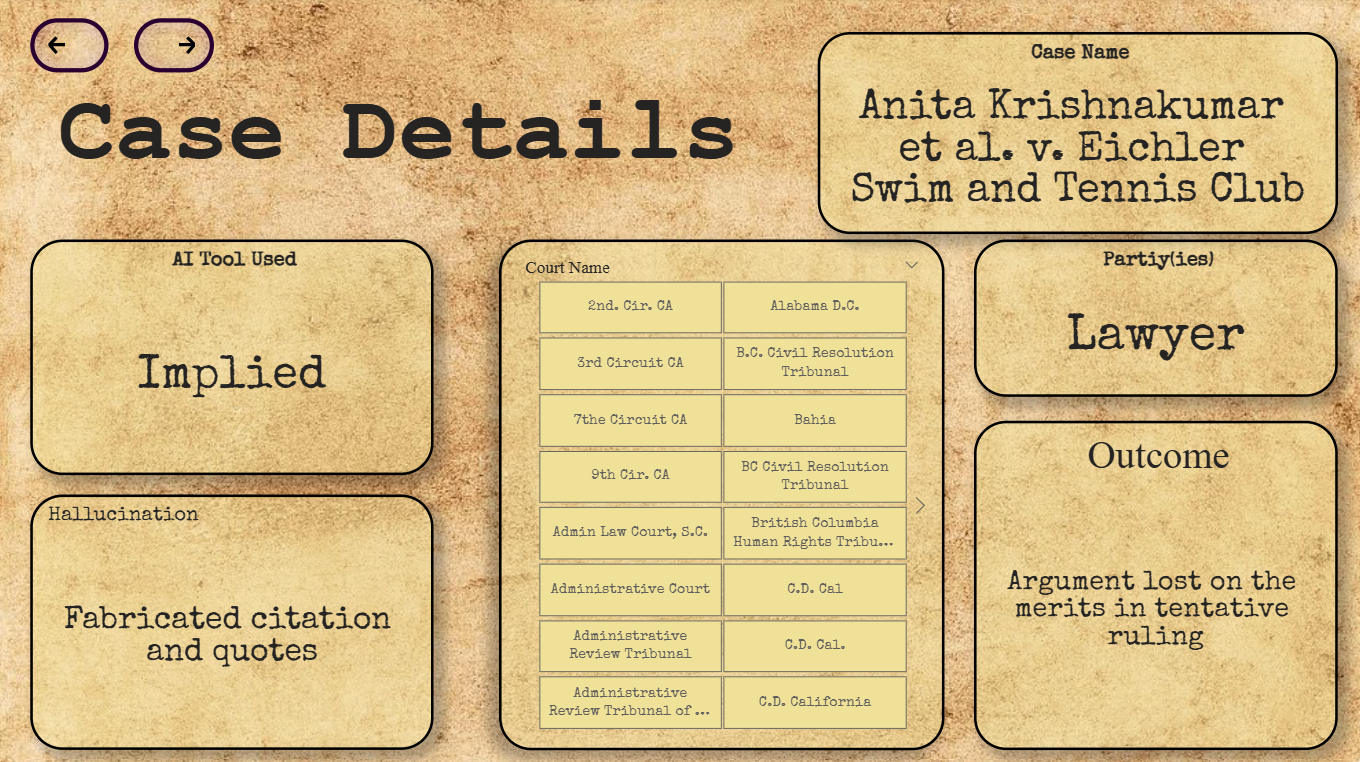 Case Details
Case Name
Anita Krishnakumar
et al. v. Eichler
Swim and Tennis Club
AI Tool Used
Implied
Hallucination
Fabricated citation
and quotes
Court Name
2nd. Cir. CA
Alabama D.C.
3rd Circuit CA
B.C. Civil Resolution
Tribunal
7the Circuit CA
Bahia
9th Cir. CA
BC Civil Resolution
Tribunal
Admin Law Court, S.C.
British Columbia
Human Rights Tribu...
Administrative Court
C.D. Cal
Administrative
Review Tribunal
C.D. Cal.
Administrative
Review Tribunal of ...
C.D. California
Partiy(ies)
Lawyer
Outcome
Argument lost on the
merits in tentative
ruling